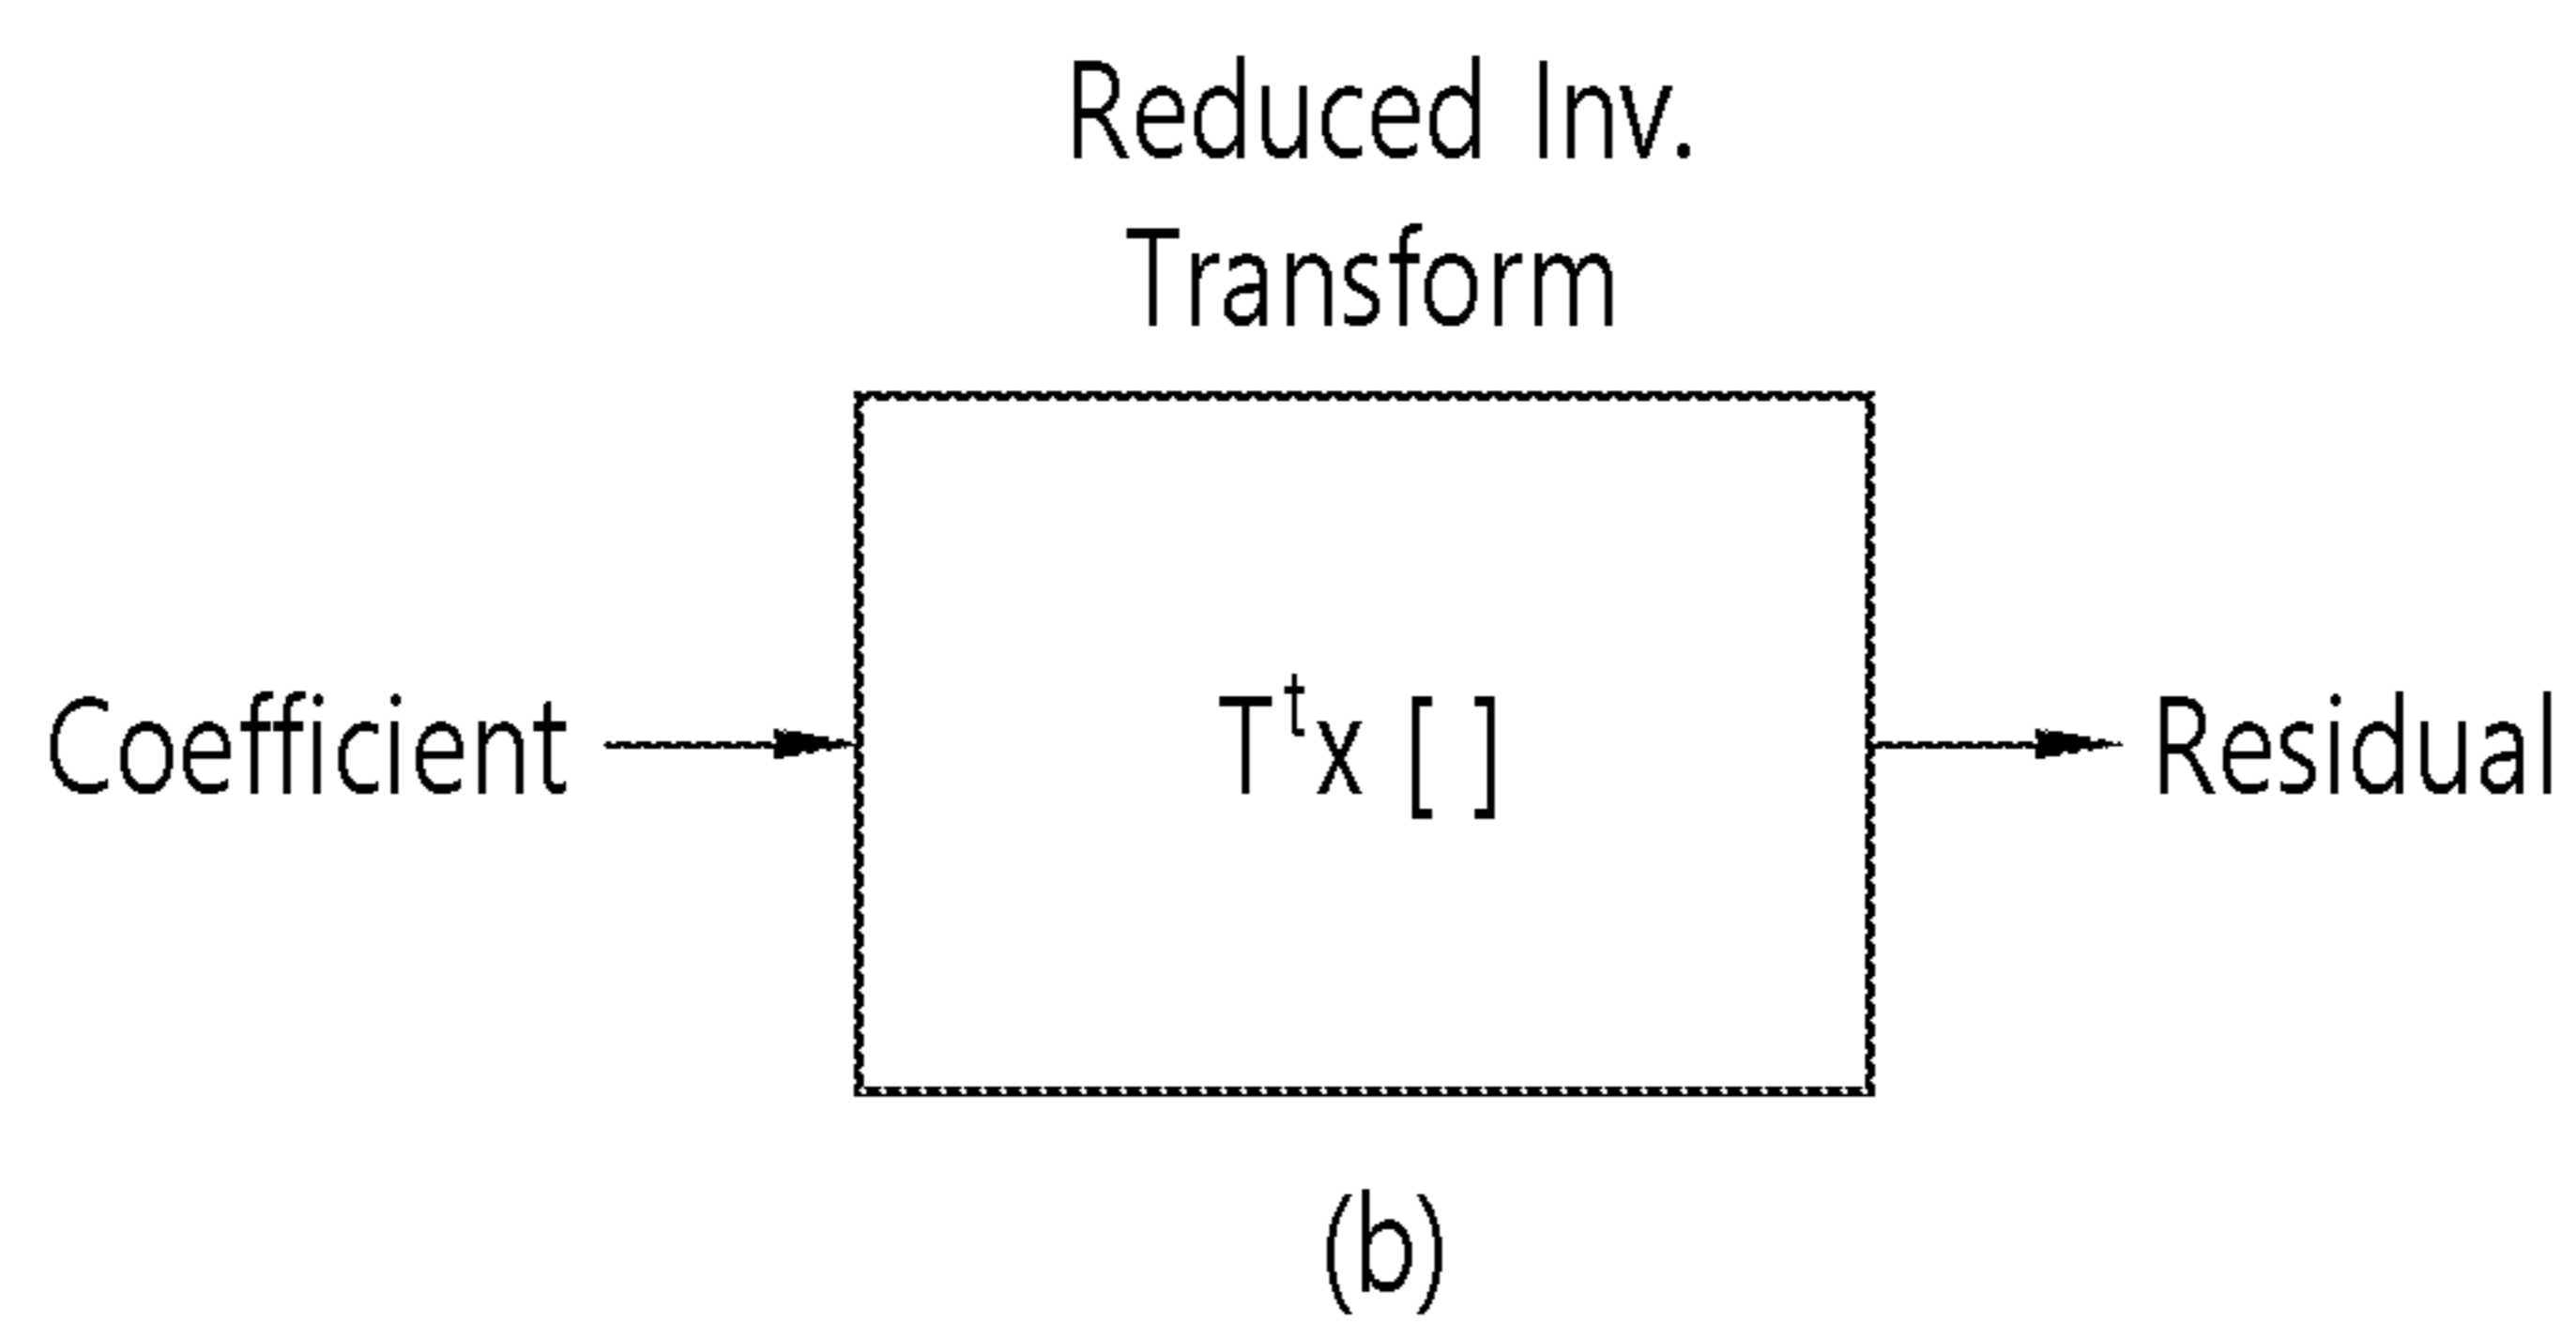 Reduced Inv.
Transform
Coefficient
Tᵗx [ ]
Residual
(b)